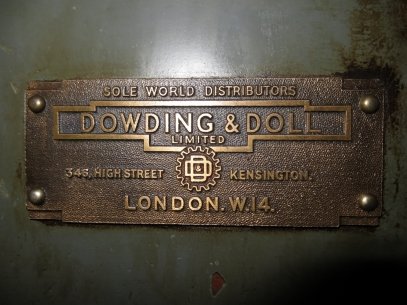 SOLE WORLD DISTRIBUTORS
DOWDING & DOLL
LIMITED
346, HIGH STREET D&D KENSINGTON.
LONDON. W.14.